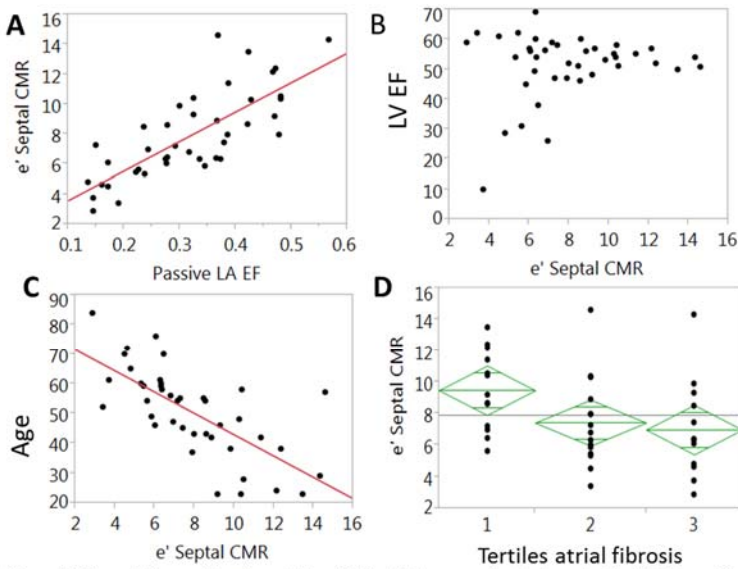 A
e' Septal CMR
16
14
12
10
8
6
4
2
0.1 0.2 0.3 0.4 0.5 0.6
Passive LA EF
B
LV EF
70
60
50
40
30
20
10
0
2 4 6 8 10 12 14 16
e' Septal CMR
C
Age
90
80
70
60
50
40
30
20
2 4 6 8 10 12 14 16
e' Septal CMR
D
e' Septal CMR
16
14
12
10
8
6
4
2
1 2 3
Tertiles atrial fibrosis